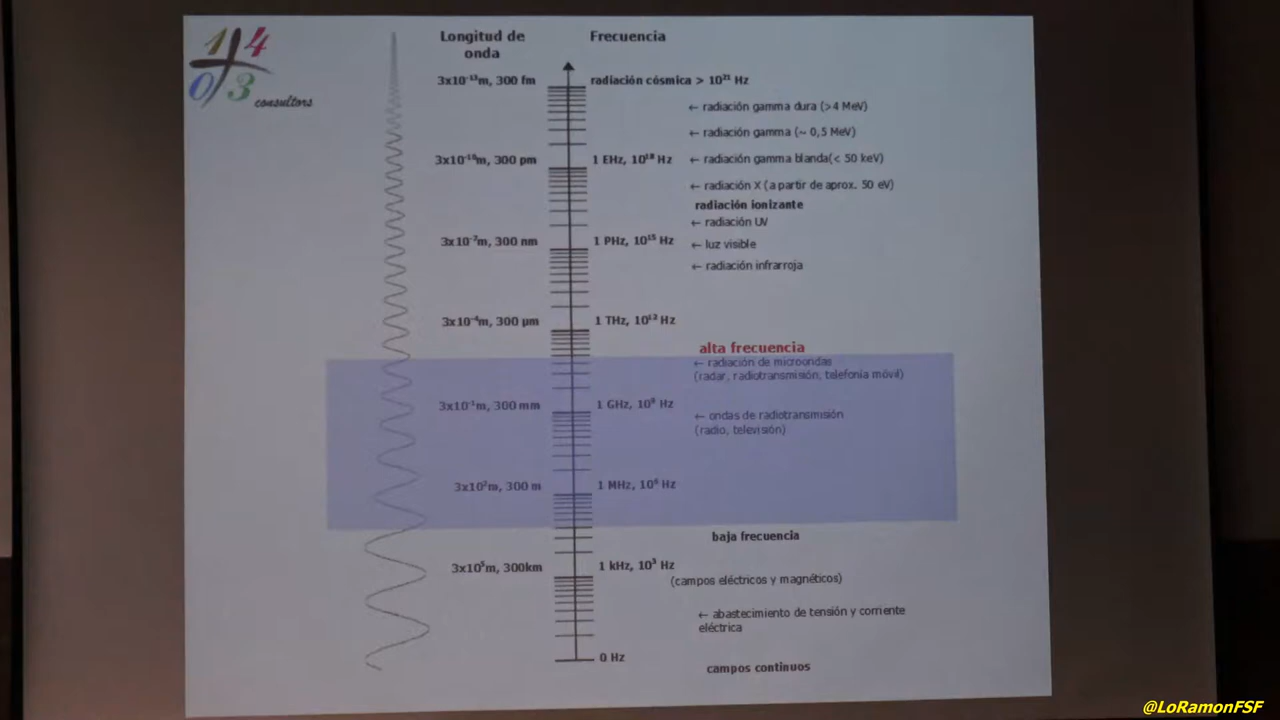 1 4
0 3
consultors
Longitud de
onda
Frecuencia
3x10⁻¹³m, 300 fm
radiación cósmica > 10²¹ Hz
← radiación gamma dura (>4 MeV)
← radiación gamma (~ 0,5 MeV)
3x10⁻¹⁰m, 300 pm
1 EHz, 10¹⁸ Hz
← radiación gamma blanda(< 50 keV)
← radiación X (a partir de aprox. 50 eV)
radiación ionizante
← radiación UV
3x10⁻⁷m, 300 nm
1 PHz, 10¹⁵ Hz
← luz visible
← radiación infrarroja
3x10⁻⁴m, 300 µm
1 THz, 10¹² Hz
alta frecuencia
← radiación de microondas
(radar, radiotransmisión, telefonía móvil)
3x10⁻¹m, 300 mm
1 GHz, 10⁹ Hz
← ondas de radiotransmisión
(radio, televisión)
3x10²m, 300 m
1 MHz, 10⁶ Hz
baja frecuencia
3x10⁵m, 300km
1 kHz, 10³ Hz
(campos eléctricos y magnéticos)
← abastecimiento de tensión y corriente
eléctrica
0 Hz
campos continuos
@LoRamonFSF